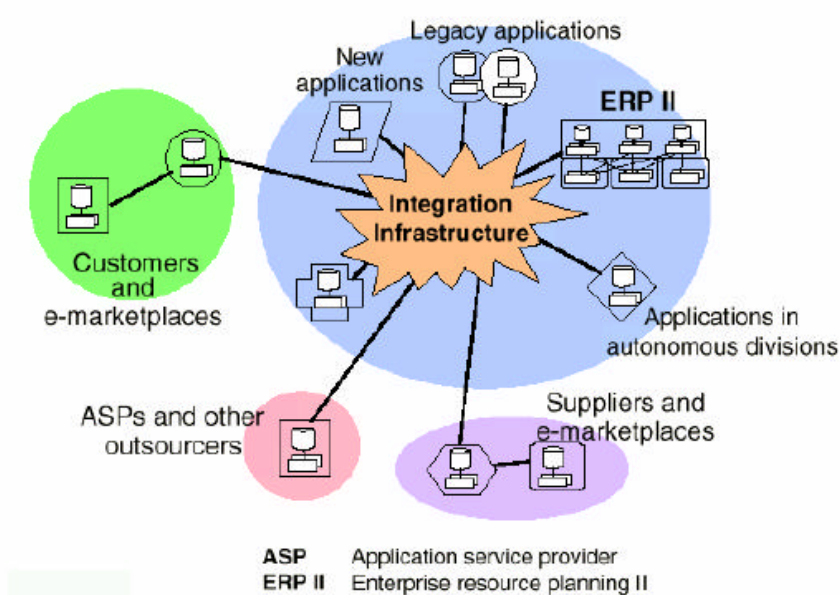 Legacy applications
New
applications
ERP II
Integration
Infrastructure
Customers
and
e-marketplaces
Applications in
autonomous divisions
ASPs and other
outsourcers
Suppliers and
e-marketplaces
ASP Application service provider
ERP II Enterprise resource planning II